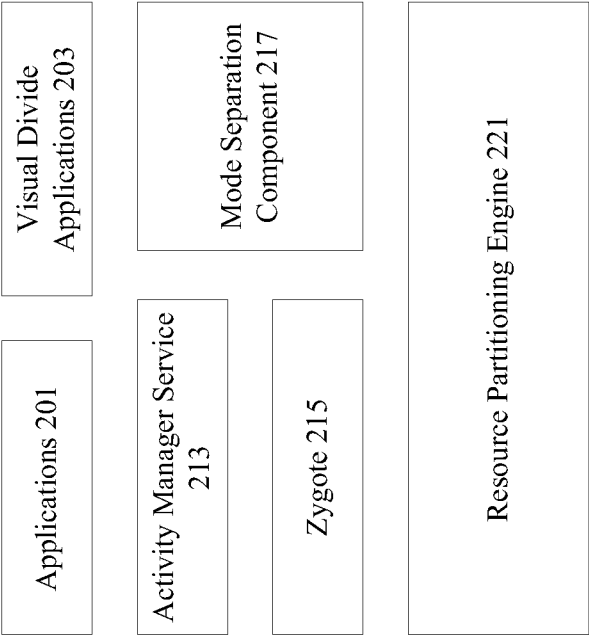 Applications 201
Visual Divide
Applications 203
Activity Manager Service
213
Mode Separation
Component 217
Zygote 215
Resource Partitioning Engine 221